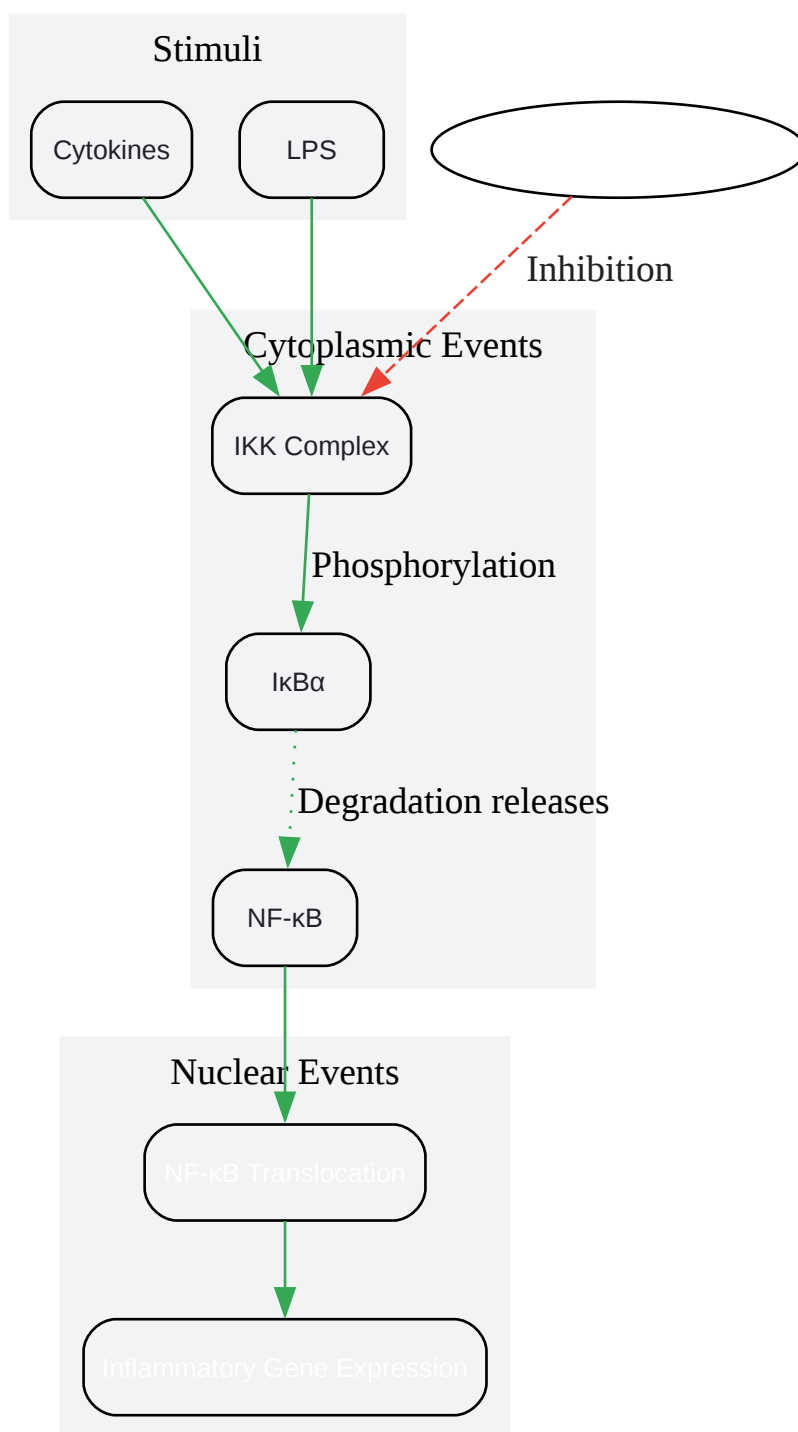 Stimuli
Cytokines
LPS
Inhibition
Cytoplasmic Events
IKK Complex
Phosphorylation
IκBα
Degradation releases
NF-κB
Nuclear Events
NF-κB Translocation
Inflammatory Gene Expression